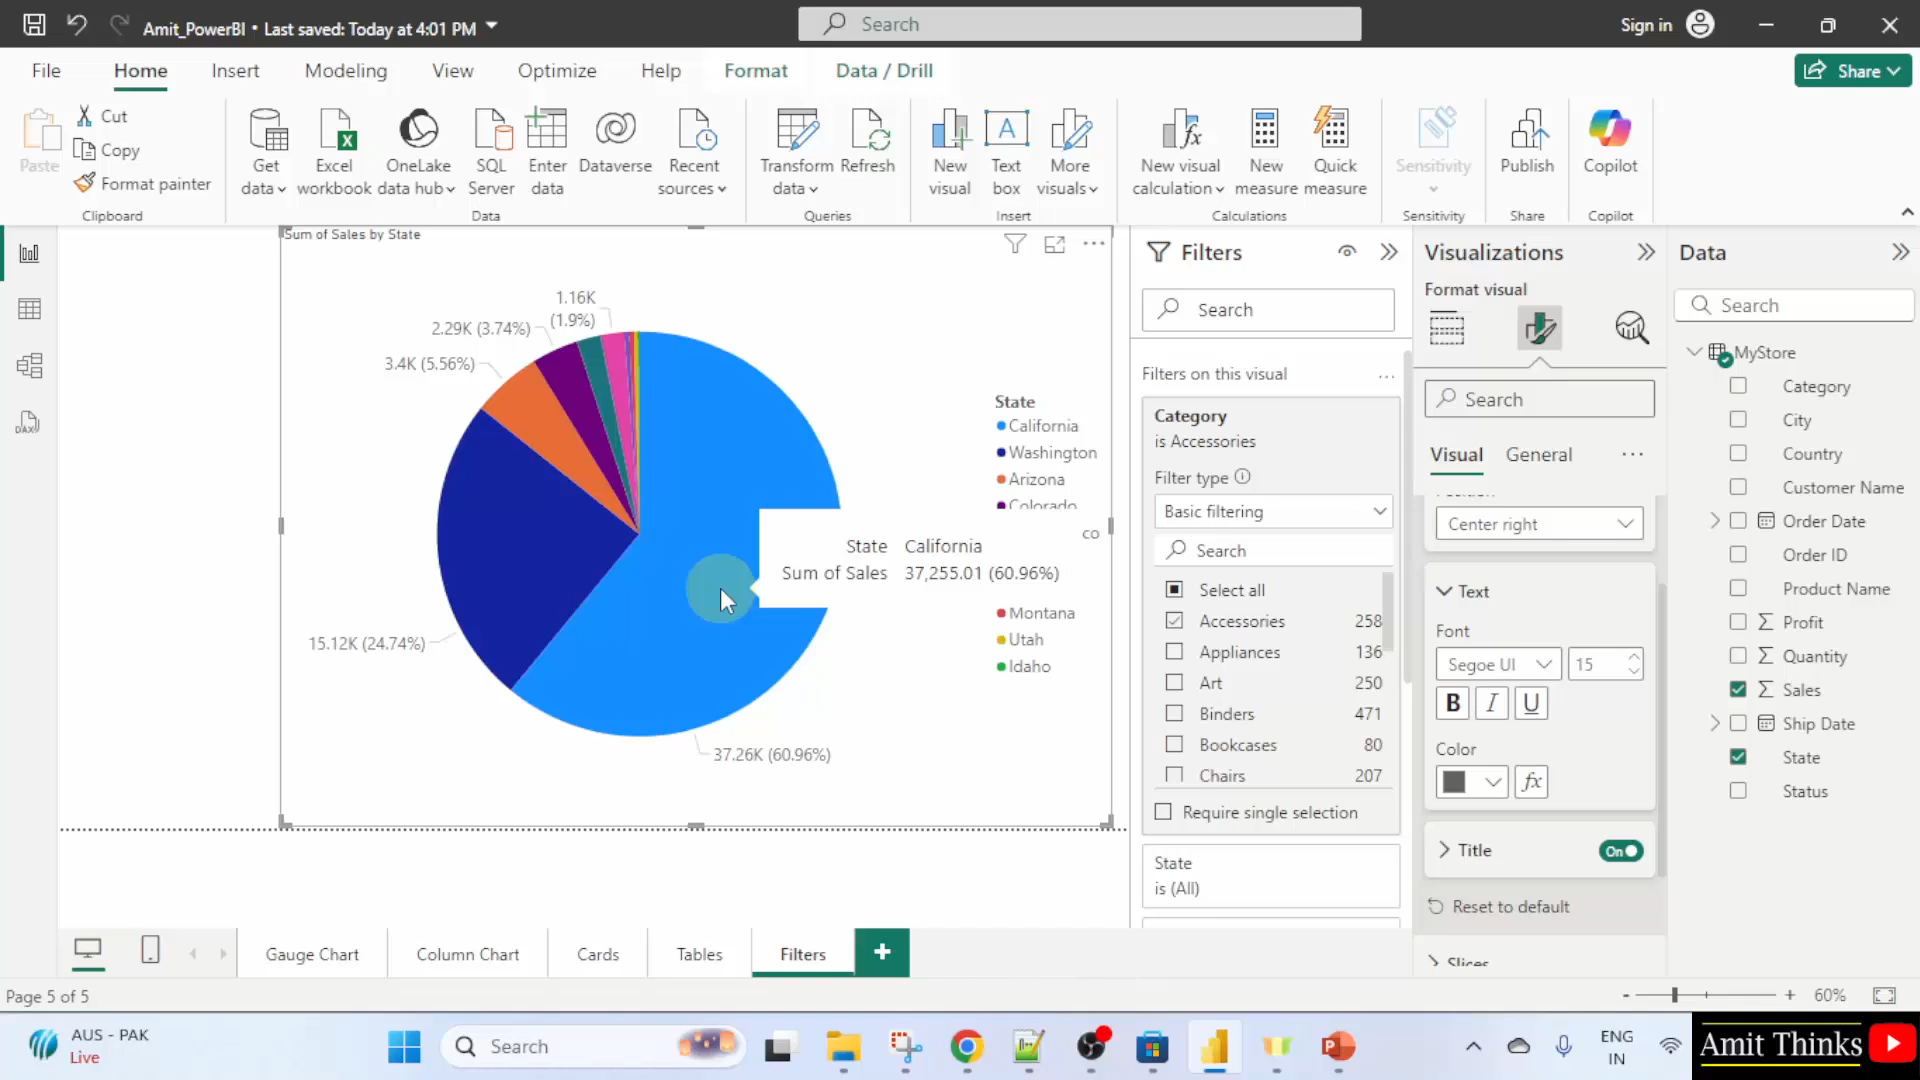 Amit_PowerBI • Last saved: Today at 4:01 PM
Search
Sign in
File
Home
Insert
Modeling
View
Optimize
Help
Format
Data / Drill
Share
Paste
Cut
Copy
Format painter
Clipboard
Get data
Excel workbook
OneLake data hub
SQL Server
Enter data
Dataverse
Recent sources
Data
Transform data
Refresh
Queries
New visual
Text box
More visuals
Insert
New visual calculation
New measure
Quick measure
Calculations
Sensitivity
Sensitivity
Publish
Share
Copilot
Copilot
DAX
Sum of Sales by State
1.16K
(1.9%)
2.29K (3.74%)
3.4K (5.56%)
15.12K (24.74%)
37.26K (60.96%)
State
California
Washington
Arizona
Colorado
co
Montana
Utah
Idaho
State California
Sum of Sales 37,255.01 (60.96%)
Filters
Search
Filters on this visual
Category
is Accessories
Filter type
Basic filtering
Search
Select all
Accessories 258
Appliances 136
Art 250
Binders 471
Bookcases 80
Chairs 207
Require single selection
State
is (All)
Visualizations
Format visual
Search
Visual
General
Position
Center right
Text
Font
Segoe UI
15
B I U
Color
fx
Title
On
Reset to default
Slices
Data
Search
MyStore
Category
City
Country
Customer Name
Order Date
Order ID
Product Name
Profit
Quantity
Sales
Ship Date
State
Status
Gauge Chart
Column Chart
Cards
Tables
Filters
Page 5 of 5
60%
AUS - PAK
Live
Search
ENG
IN
Amit Thinks